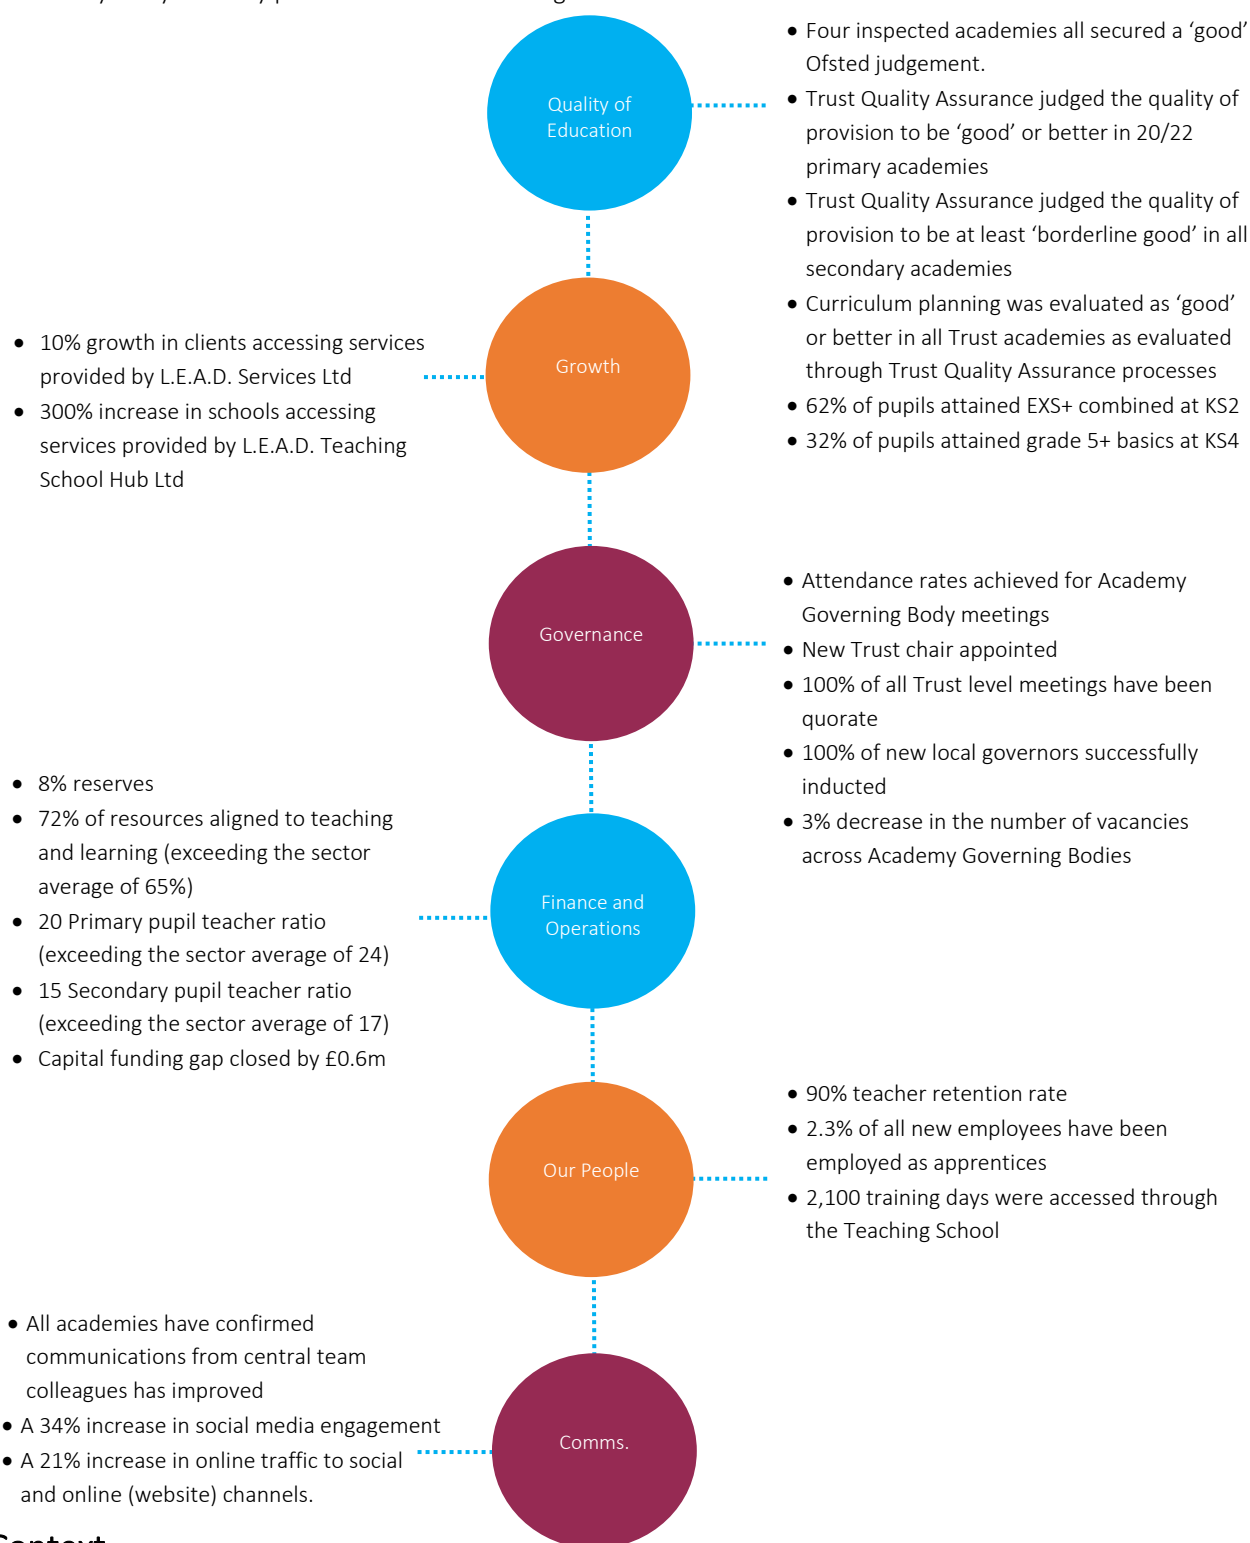 Quality of
Education
• Four inspected academies all secured a ‘good’
Ofsted judgement.
• Trust Quality Assurance judged the quality of
provision to be ‘good’ or better in 20/22
primary academies
• Trust Quality Assurance judged the quality of
provision to be at least ‘borderline good’ in all
secondary academies
• Curriculum planning was evaluated as ‘good’
or better in all Trust academies as evaluated
through Trust Quality Assurance processes
• 62% of pupils attained EXS+ combined at KS2
• 32% of pupils attained grade 5+ basics at KS4
Growth
• 10% growth in clients accessing services
provided by L.E.A.D. Services Ltd
• 300% increase in schools accessing
services provided by L.E.A.D. Teaching
School Hub Ltd
Governance
• Attendance rates achieved for Academy
Governing Body meetings
• New Trust chair appointed
• 100% of all Trust level meetings have been
quorate
• 100% of new local governors successfully
inducted
• 3% decrease in the number of vacancies
across Academy Governing Bodies
Finance and
Operations
• 8% reserves
• 72% of resources aligned to teaching
and learning (exceeding the sector
average of 65%)
• 20 Primary pupil teacher ratio
(exceeding the sector average of 24)
• 15 Secondary pupil teacher ratio
(exceeding the sector average of 17)
• Capital funding gap closed by £0.6m
Our People
• 90% teacher retention rate
• 2.3% of all new employees have been
employed as apprentices
• 2,100 training days were accessed through
the Teaching School
Comms.
• All academies have confirmed
communications from central team
colleagues has improved
• A 34% increase in social media engagement
• A 21% increase in online traffic to social
and online (website) channels.